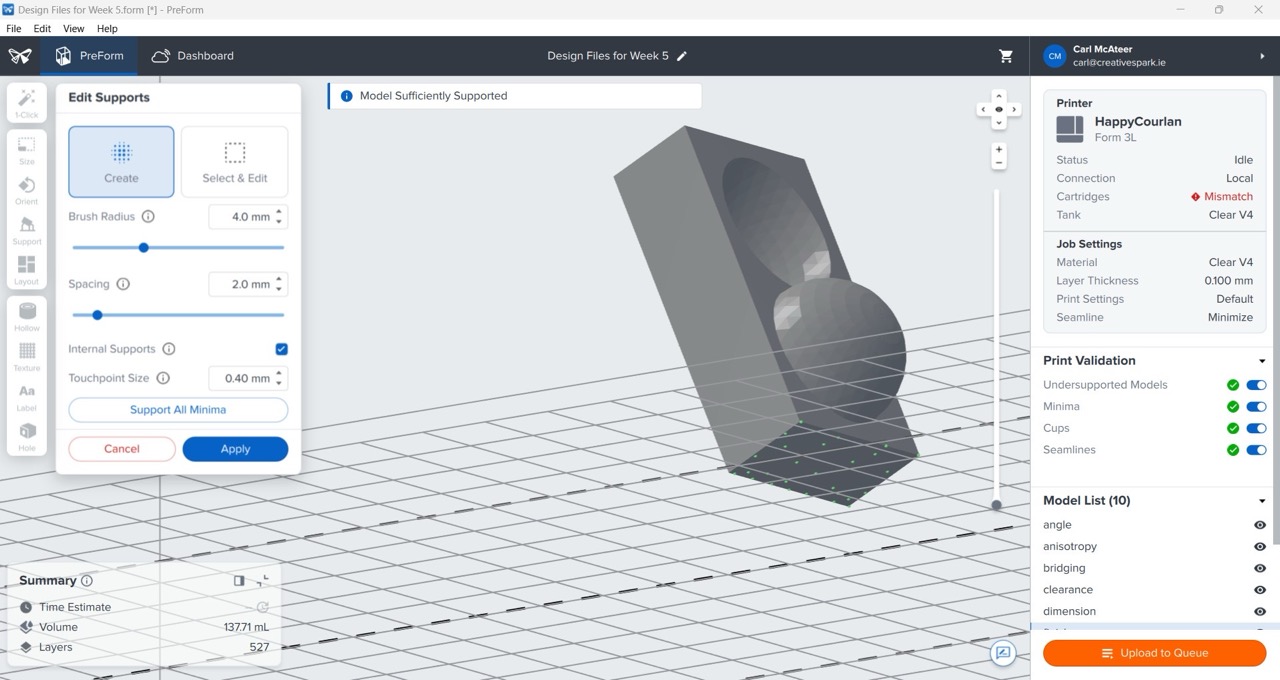 Design Files for Week 5.form [*] - PreForm
File Edit View Help
PreForm
Dashboard
Design Files for Week 5
CM
Carl McAteer
carl@creativespark.ie
1-Click
Size
Orient
Support
Layout
Hollow
Texture
Aa
Label
Hole
Edit Supports
Create
Select & Edit
Brush Radius
4.0 mm
Spacing
2.0 mm
Internal Supports
Touchpoint Size
0.40 mm
Support All Minima
Cancel
Apply
Model Sufficiently Supported
Summary
Time Estimate
Volume 137.71 mL
Layers 527
Printer
HappyCourlan
Form 3L
Status Idle
Connection Local
Cartridges Mismatch
Tank Clear V4
Job Settings
Material Clear V4
Layer Thickness 0.100 mm
Print Settings Default
Seamline Minimize
Print Validation
Undersupported Models
Minima
Cups
Seamlines
Model List (10)
angle
anisotropy
bridging
clearance
dimension
Upload to Queue